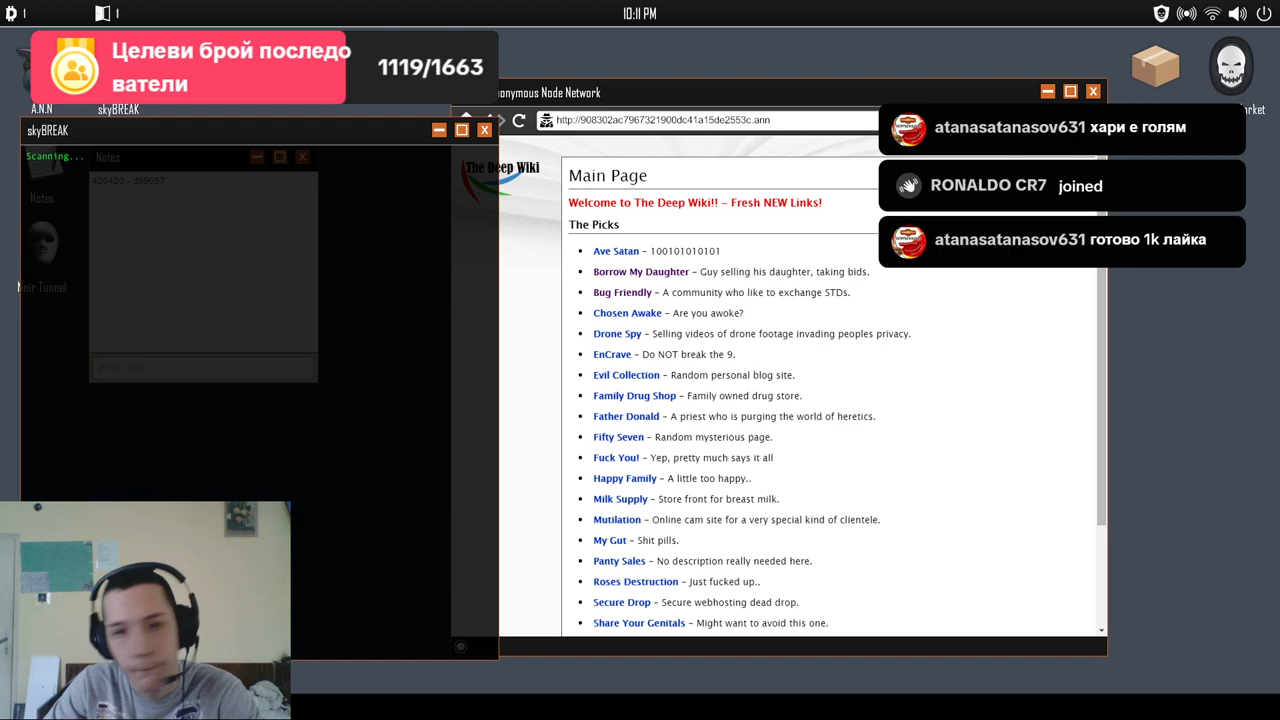 1
1
10:11 PM
Целеви брой последо
ватели
1119/1663
A.N.N
skyBREAK
skyBREAK
Scanning...
Notes
420420 - d59057
Notes
onymous Node Network
http://908302ac7967321900dc41a15de2553c.ann
The Deep Wiki
Main Page
Welcome to The Deep Wiki!! - Fresh NEW Links!
The Picks
Ave Satan - 100101010101
Borrow My Daughter - Guy selling his daughter, taking bids.
Bug Friendly - A community who like to exchange STDs.
Chosen Awake - Are you awoke?
Drone Spy - Selling videos of drone footage invading peoples privacy.
EnCrave - Do NOT break the 9.
Evil Collection - Random personal blog site.
Family Drug Shop - Family owned drug store.
Father Donald - A priest who is purging the world of heretics.
Fifty Seven - Random mysterious page.
Fuck You! - Yep, pretty much says it all
Happy Family - A little too happy..
Milk Supply - Store front for breast milk.
Mutilation - Online cam site for a very special kind of clientele.
My Gut - Shit pills.
Panty Sales - No description really needed here.
Roses Destruction - Just fucked up..
Secure Drop - Secure webhosting dead drop.
Share Your Genitals - Might want to avoid this one.
atanasatanasov631 хари е голям
RONALDO CR7 joined
atanasatanasov631 готово 1k лайка